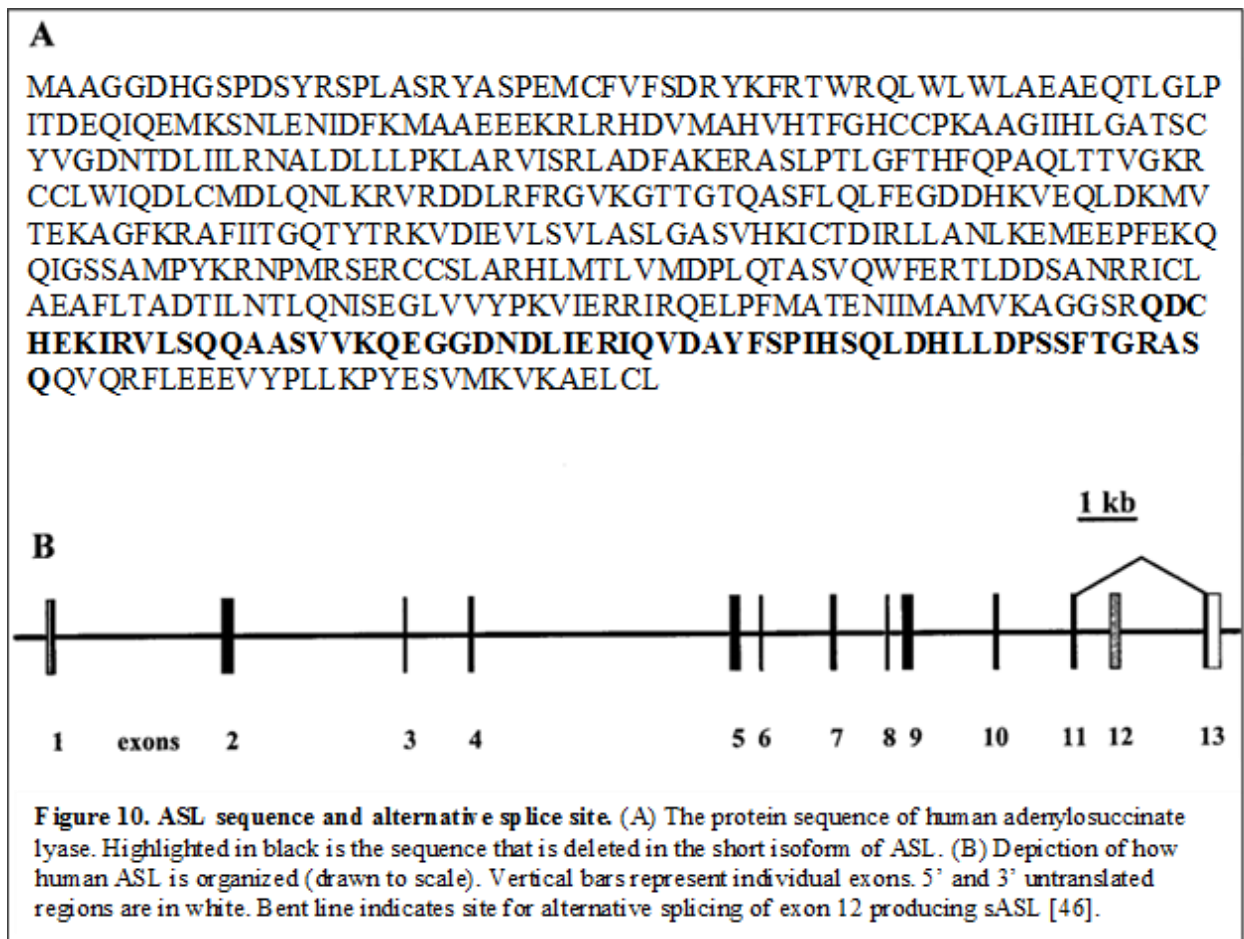 A
MAAGGDHGSPDSYRSPLASRYASPEMCFVFSDRYKFRTWRQLWLWLAEAEQTLGLP
ITDEQIQEMKSNLENIDFKMAAEEEKRLRHDVMAHVHTFGHCCPKAAGIIHLGATSC
YVGDNTDLIILRNALDLLLPKLARVISRLADFAKERASLPTLGFTHFQPAQLTTVGKR
CCLWIQDLCMDLQNLKRVRDDLRFRGVKGTTGTQASFLQLFEGDDHKVEQLDKMV
TEKAGFKRAFIITGQTYTRKVDIEVLSVLASLGASVHKICTDIRLLANLKEMEEPFEKQ
QIGSSAMPYKRNPMRSERCCSLARHLMTLVMDPLQTASVQWFERTLDDSANRRICL
AEAFLTADTILNTLQNISEGLVVYPKVIERRIRQELPFMATENIIMAMVKAGGSRQDC
HEKIRVLSQQAASVVKQEGGDNDLIERIQVDAYFSPIHSQLDHLLDPSSFTGRAS
QQVQRFLEEEVYPLLKPYESVMKVKAELCL
1 kb
B
1 exons 2 3 4 5 6 7 8 9 10 11 12 13
Figure 10. ASL sequence and alternative splice site. (A) The protein sequence of human adenylosuccinate
lyase. Highlighted in black is the sequence that is deleted in the short isoform of ASL. (B) Depiction of how
human ASL is organized (drawn to scale). Vertical bars represent individual exons. 5' and 3' untranslated
regions are in white. Bent line indicates site for alternative splicing of exon 12 producing sASL [46].